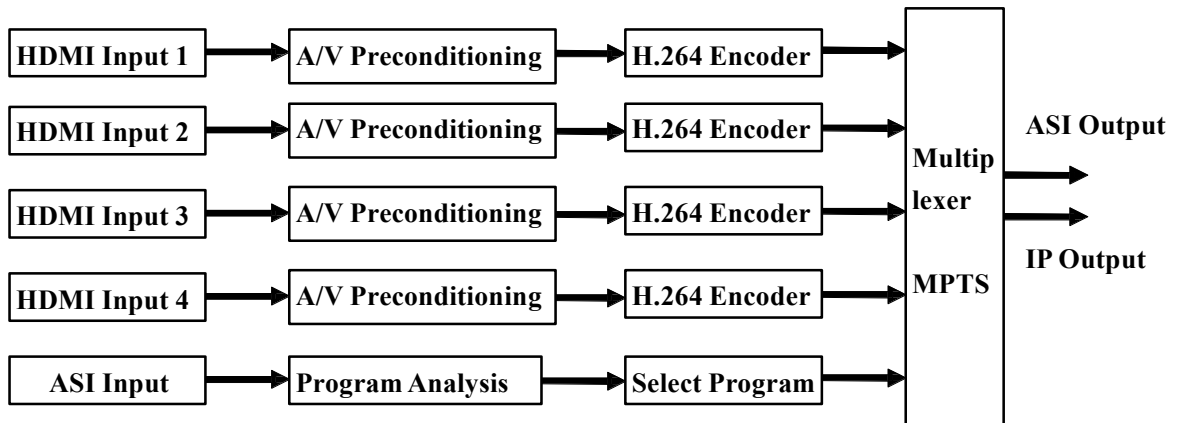 HDMI Input 1
A/V Preconditioning
H.264 Encoder
HDMI Input 2
A/V Preconditioning
H.264 Encoder
HDMI Input 3
A/V Preconditioning
H.264 Encoder
HDMI Input 4
A/V Preconditioning
H.264 Encoder
ASI Input
Program Analysis
Select Program
Multip
lexer
MPTS
ASI Output
IP Output